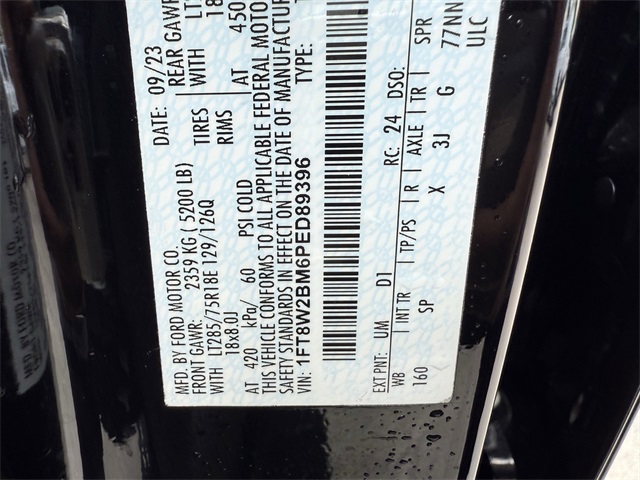 MFD. BY FORD MOTOR CO.
DATE: 09/23
FRONT GAWR: 2359 KG ( 5200 LB)
REAR GAWR
WITH LT285/75R18E 129/126Q TIRES WITH LT
18x8.0J RIMS 18
AT 420 kPa/ 60 PSI COLD AT 450
THIS VEHICLE CONFORMS TO ALL APPLICABLE FEDERAL MOTOR
SAFETY STANDARDS IN EFFECT ON THE DATE OF MANUFACTUR
VIN: 1FT8W2BM6PED89396 TYPE:
EXT PNT: UM D1 RC: 24 DSO:
WB INT TR TP/PS R AXLE TR SPR
160 SP X 3J G 77NN
ULC